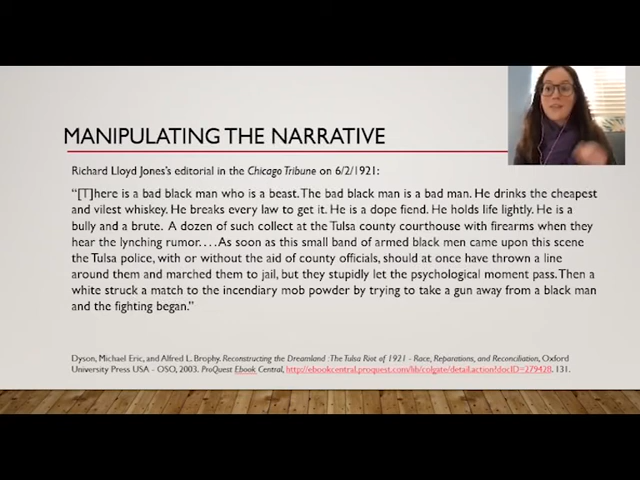 MANIPULATING THE NARRATIVE
Richard Lloyd Jones's editorial in the Chicago Tribune on 6/2/1921:
“[T]here is a bad black man who is a beast. The bad black man is a bad man. He drinks the cheapest
and vilest whiskey. He breaks every law to get it. He is a dope fiend. He holds life lightly. He is a
bully and a brute. A dozen of such collect at the Tulsa county courthouse with firearms when they
hear the lynching rumor. . . . As soon as this small band of armed black men came upon this scene
the Tulsa police, with or without the aid of county officials, should at once have thrown a line
around them and marched them to jail, but they stupidly let the psychological moment pass. Then a
white struck a match to the incendiary mob powder by trying to take a gun away from a black man
and the fighting began.”
Dyson, Michael Eric, and Alfred L. Brophy. Reconstructing the Dreamland : The Tulsa Riot of 1921 - Race, Reparations, and Reconciliation, Oxford
University Press USA - OSO, 2003. ProQuest Ebook Central, http://ebookcentral.proquest.com/lib/colgate/detail.action?docID=279428. 131.